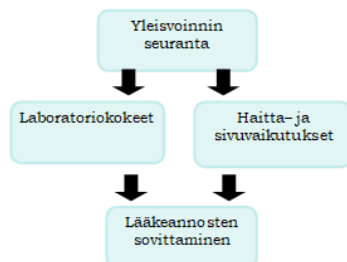 Yleisvoinnin
seuranta
Laboratoriokokeet
Haitta- ja
sivuvaikutukset
Lääkeannosten
sovittaminen